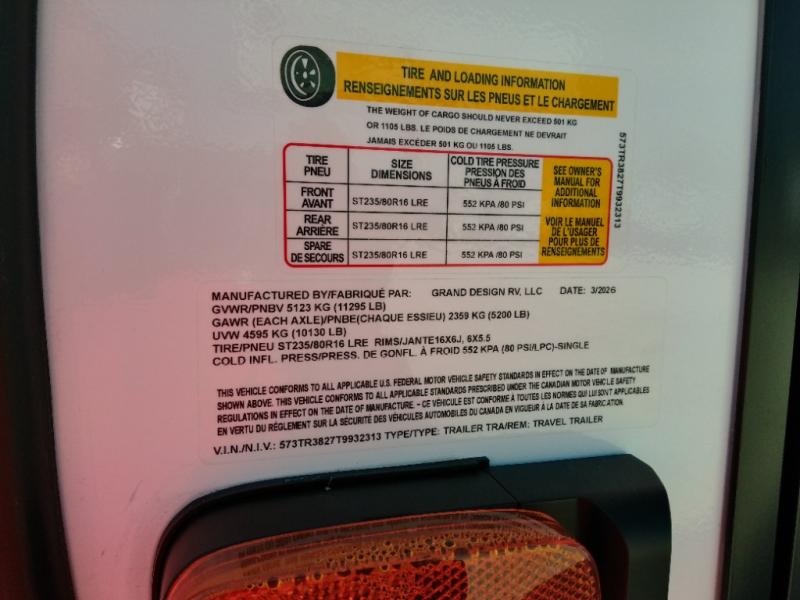 TIRE AND LOADING INFORMATION
RENSEIGNEMENTS SUR LES PNEUS ET LE CHARGEMENT
THE WEIGHT OF CARGO SHOULD NEVER EXCEED 501 KG
OR 1105 LBS. LE POIDS DE CHARGEMENT NE DEVRAIT
JAMAIS EXCÉDER 501 KG OU 1105 LBS.
TIRE PNEU SIZE DIMENSIONS COLD TIRE PRESSURE PRESSION DES PNEUS À FROID
FRONT AVANT ST235/80R16 LRE 552 KPA /80 PSI
REAR ARRIÈRE ST235/80R16 LRE 552 KPA /80 PSI
SPARE DE SECOURS ST235/80R16 LRE 552 KPA /80 PSI
SEE OWNER'S
MANUAL FOR
ADDITIONAL
INFORMATION
VOIR LE MANUEL
DE L'USAGER
POUR PLUS DE
RENSEIGNEMENTS
573TR3827T9932313
MANUFACTURED BY/FABRIQUÉ PAR: GRAND DESIGN RV, LLC DATE: 3/2026
GVWR/PNBV 5123 KG (11295 LB)
GAWR (EACH AXLE)/PNBE(CHAQUE ESSIEU) 2359 KG (5200 LB)
UVW 4595 KG (10130 LB)
TIRE/PNEU ST235/80R16 LRE RIMS/JANTE16X6J, 6X5.5
COLD INFL. PRESS/PRESS. DE GONFL. À FROID 552 KPA (80 PSI/LPC)-SINGLE
THIS VEHICLE CONFORMS TO ALL APPLICABLE U.S. FEDERAL MOTOR VEHICLE SAFETY STANDARDS IN EFFECT ON THE DATE OF MANUFACTURE
SHOWN ABOVE. THIS VEHICLE CONFORMS TO ALL APPLICABLE STANDARDS PRESCRIBED UNDER THE CANADIAN MOTOR VEHICLE SAFETY
REGULATIONS IN EFFECT ON THE DATE OF MANUFACTURE. - CE VÉHICULE EST CONFORME À TOUTES LES NORMES QUI LUI SONT APPLICABLES
EN VERTU DU RÉGLEMENT SUR LA SÉCURITÉ DES VÉHICULES AUTOMOBILES DU CANADA EN VIGUEUR À LA DATE DE SA FABRICATION.
V.I.N./N.I.V.: 573TR3827T9932313 TYPE/TYPE: TRAILER TRA/REM: TRAVEL TRAILER